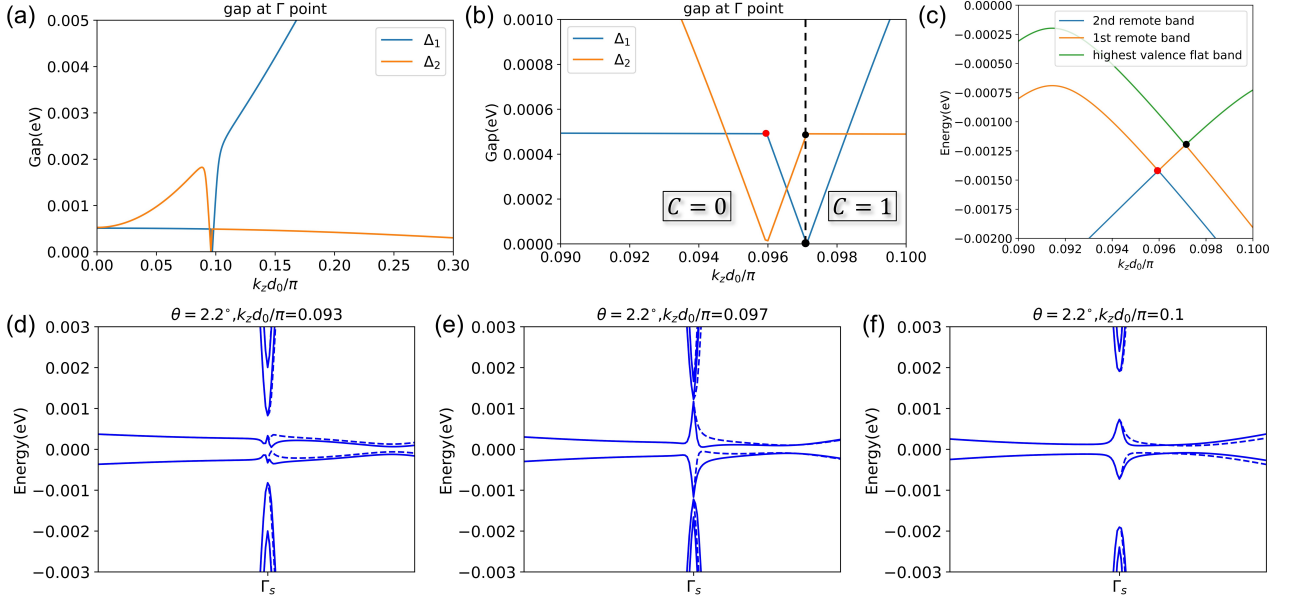 (a)
gap at Γ point
Gap(eV)
0.005
0.004
0.003
0.002
0.001
0.000
Δ1
Δ2
0.00 0.05 0.10 0.15 0.20 0.25 0.30
kzd0/π
(b)
gap at Γ point
Gap(eV)
0.0010
0.0008
0.0006
0.0004
0.0002
0.0000
Δ1
Δ2
C = 0
C = 1
0.090 0.092 0.094 0.096 0.098 0.100
kzd0/π
(c)
Energy(eV)
0.00000
−0.00025
−0.00050
−0.00075
−0.00100
−0.00125
−0.00150
−0.00175
−0.00200
2nd remote band
1st remote band
highest valence flat band
0.090 0.092 0.094 0.096 0.098 0.100
kzd0/π
(d)
θ = 2.2°,kzd0/π=0.093
Energy(eV)
0.003
0.002
0.001
0.000
−0.001
−0.002
−0.003
Γs
(e)
θ = 2.2°,kzd0/π=0.097
Energy(eV)
0.003
0.002
0.001
0.000
−0.001
−0.002
−0.003
Γs
(f)
θ = 2.2°,kzd0/π=0.1
Energy(eV)
0.003
0.002
0.001
0.000
−0.001
−0.002
−0.003
Γs